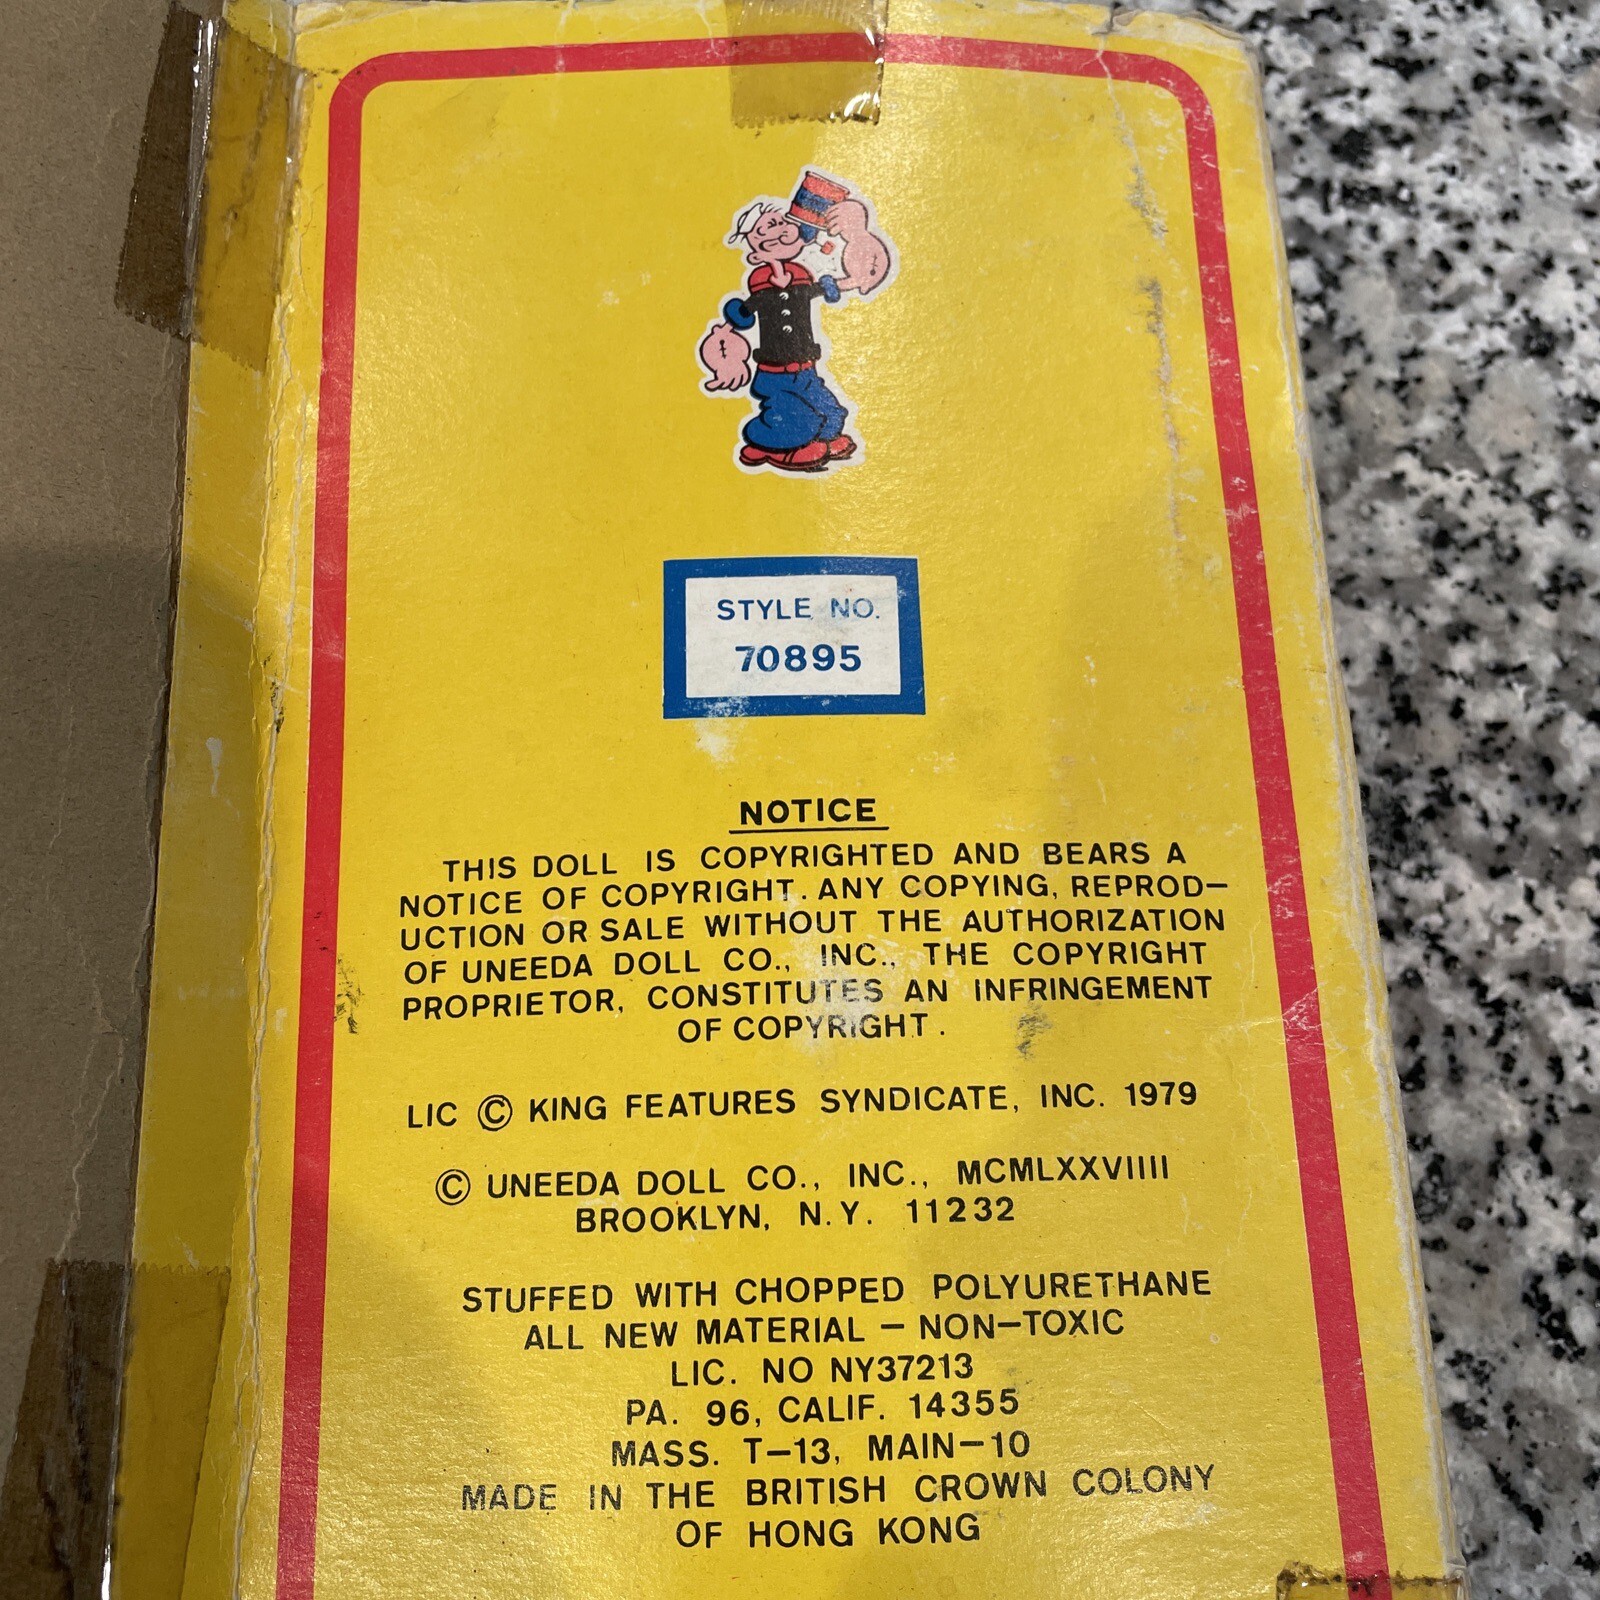 STYLE NO.
70895
NOTICE
THIS DOLL IS COPYRIGHTED AND BEARS A
NOTICE OF COPYRIGHT. ANY COPYING, REPROD-
UCTION OR SALE WITHOUT THE AUTHORIZATION
OF UNEEDA DOLL CO., INC., THE COPYRIGHT
PROPRIETOR, CONSTITUTES AN INFRINGEMENT
OF COPYRIGHT.
LIC © KING FEATURES SYNDICATE, INC. 1979
© UNEEDA DOLL CO., INC., MCMLXXVIIII
BROOKLYN, N.Y. 11232
STUFFED WITH CHOPPED POLYURETHANE
ALL NEW MATERIAL - NON-TOXIC
LIC. NO NY37213
PA. 96, CALIF. 14355
MASS. T-13, MAIN-10
MADE IN THE BRITISH CROWN COLONY
OF HONG KONG